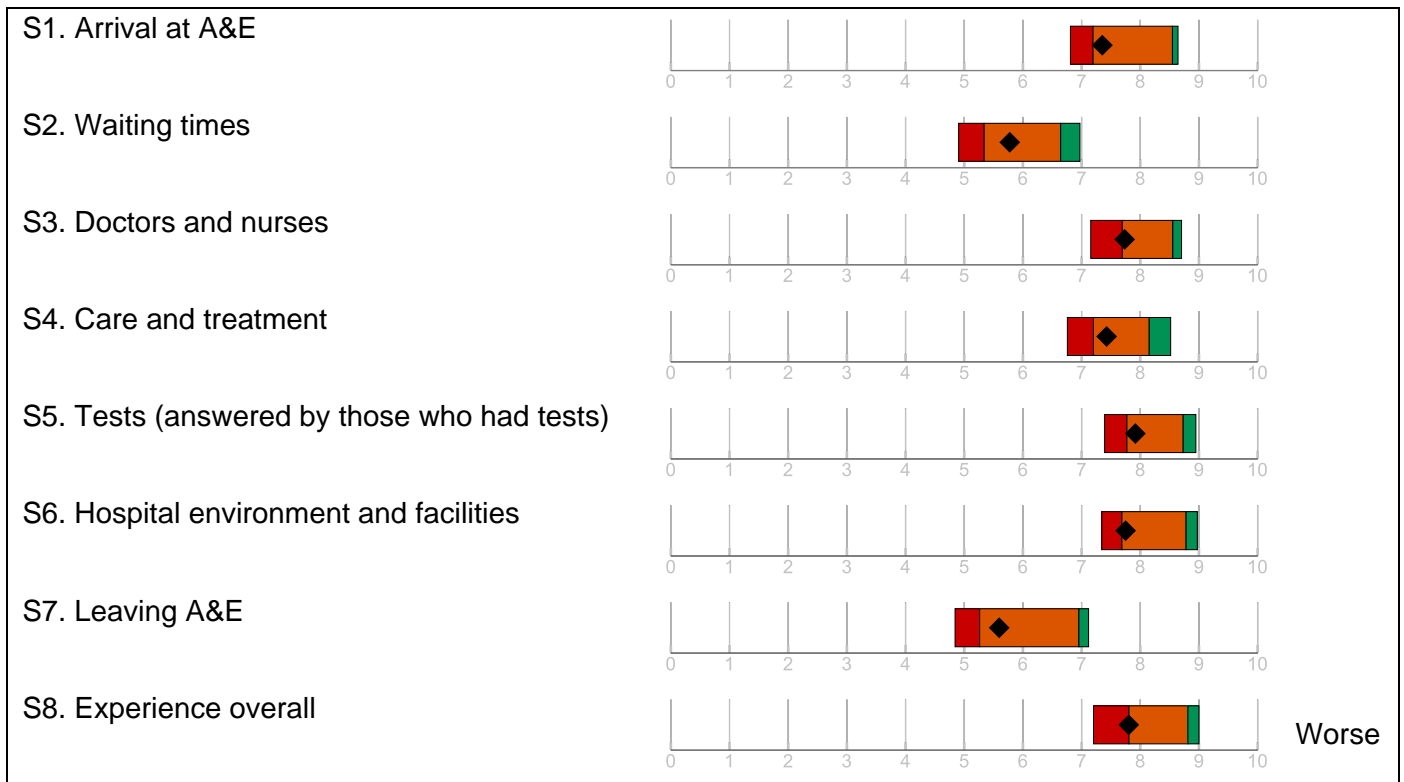 S1. Arrival at A&E
0 1 2 3 4 5 6 7 8 9 10
S2. Waiting times
0 1 2 3 4 5 6 7 8 9 10
S3. Doctors and nurses
0 1 2 3 4 5 6 7 8 9 10
S4. Care and treatment
0 1 2 3 4 5 6 7 8 9 10
S5. Tests (answered by those who had tests)
0 1 2 3 4 5 6 7 8 9 10
S6. Hospital environment and facilities
0 1 2 3 4 5 6 7 8 9 10
S7. Leaving A&E
0 1 2 3 4 5 6 7 8 9 10
S8. Experience overall
Worse
0 1 2 3 4 5 6 7 8 9 10